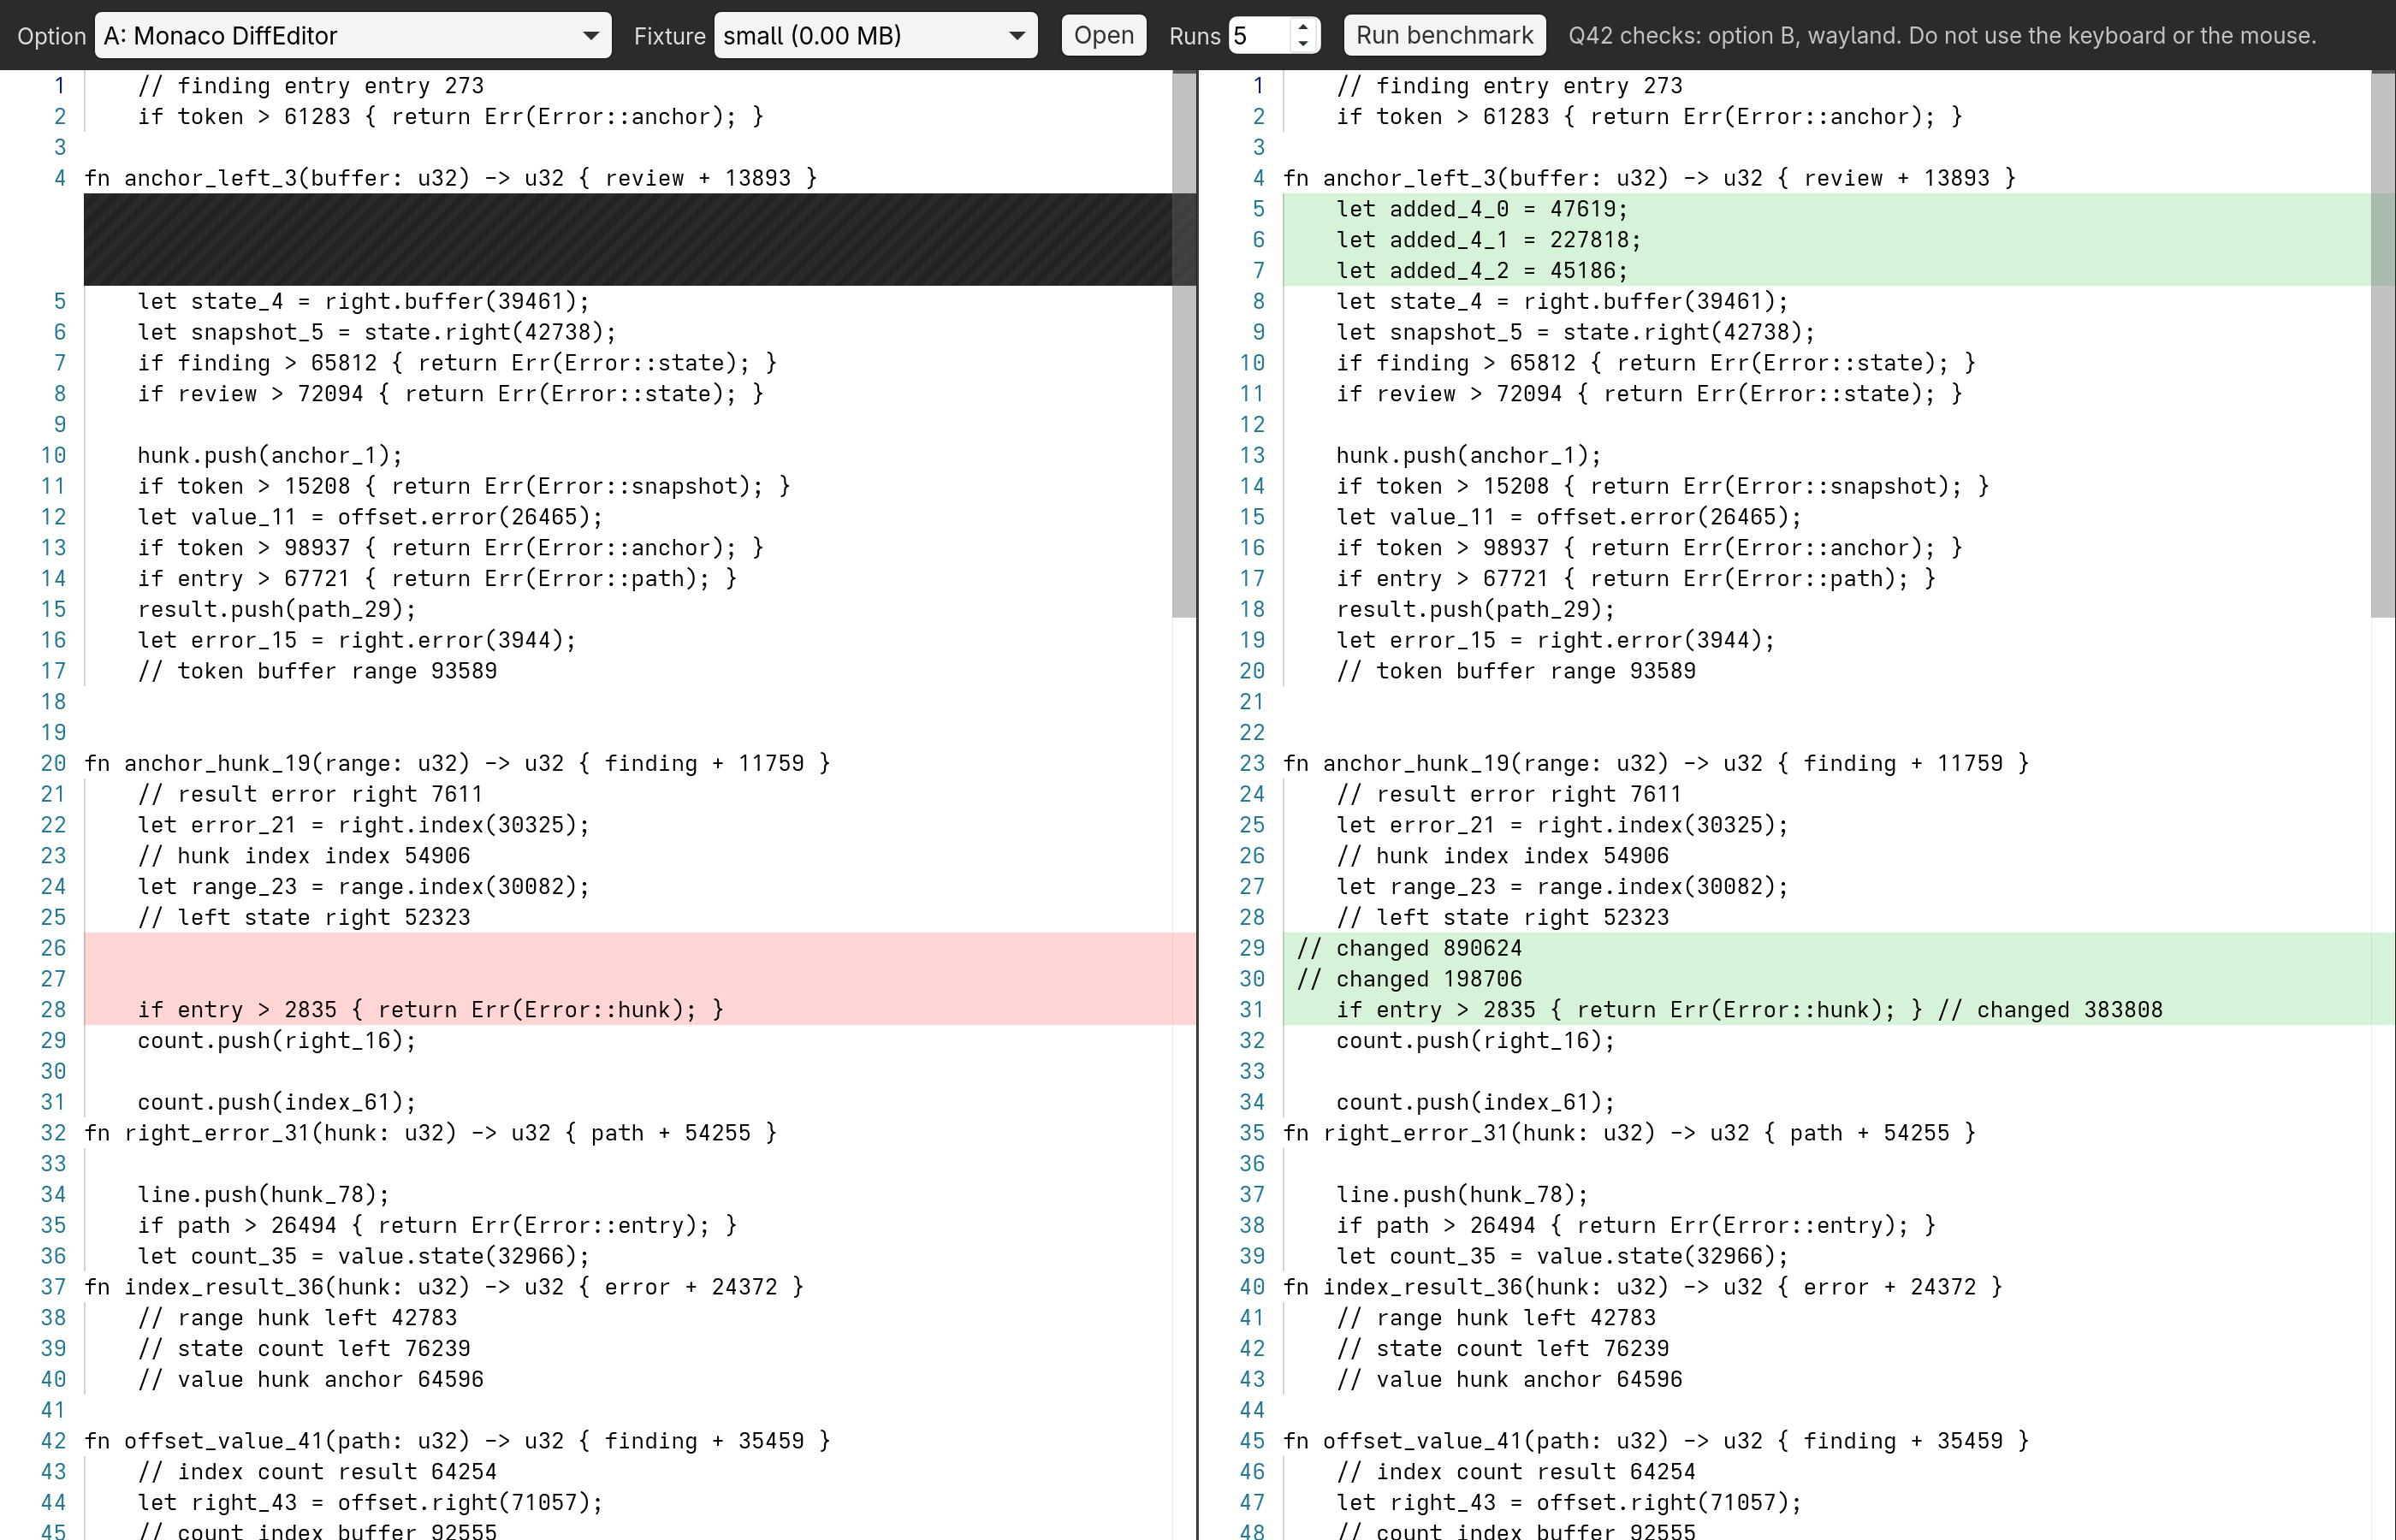 Option A: Monaco DiffEditor Fixture small (0.00 MB) Open Runs 5 Run benchmark Q42 checks: option B, wayland. Do not use the keyboard or the mouse.
1 // finding entry entry 273
2 if token > 61283 { return Err(Error::anchor); }
3
4 fn anchor_left_3(buffer: u32) -> u32 { review + 13893 }
5 let state_4 = right.buffer(39461);
6 let snapshot_5 = state.right(42738);
7 if finding > 65812 { return Err(Error::state); }
8 if review > 72094 { return Err(Error::state); }
9
10 hunk.push(anchor_1);
11 if token > 15208 { return Err(Error::snapshot); }
12 let value_11 = offset.error(26465);
13 if token > 98937 { return Err(Error::anchor); }
14 if entry > 67721 { return Err(Error::path); }
15 result.push(path_29);
16 let error_15 = right.error(3944);
17 // token buffer range 93589
18
19
20 fn anchor_hunk_19(range: u32) -> u32 { finding + 11759 }
21 // result error right 7611
22 let error_21 = right.index(30325);
23 // hunk index index 54906
24 let range_23 = range.index(30082);
25 // left state right 52323
26
27
28 if entry > 2835 { return Err(Error::hunk); }
29 count.push(right_16);
30
31 count.push(index_61);
32 fn right_error_31(hunk: u32) -> u32 { path + 54255 }
33
34 line.push(hunk_78);
35 if path > 26494 { return Err(Error::entry); }
36 let count_35 = value.state(32966);
37 fn index_result_36(hunk: u32) -> u32 { error + 24372 }
38 // range hunk left 42783
39 // state count left 76239
40 // value hunk anchor 64596
41
42 fn offset_value_41(path: u32) -> u32 { finding + 35459 }
43 // index count result 64254
44 let right_43 = offset.right(71057);
45 // count index buffer 92555
1 // finding entry entry 273
2 if token > 61283 { return Err(Error::anchor); }
3
4 fn anchor_left_3(buffer: u32) -> u32 { review + 13893 }
5 let added_4_0 = 47619;
6 let added_4_1 = 227818;
7 let added_4_2 = 45186;
8 let state_4 = right.buffer(39461);
9 let snapshot_5 = state.right(42738);
10 if finding > 65812 { return Err(Error::state); }
11 if review > 72094 { return Err(Error::state); }
12
13 hunk.push(anchor_1);
14 if token > 15208 { return Err(Error::snapshot); }
15 let value_11 = offset.error(26465);
16 if token > 98937 { return Err(Error::anchor); }
17 if entry > 67721 { return Err(Error::path); }
18 result.push(path_29);
19 let error_15 = right.error(3944);
20 // token buffer range 93589
21
22
23 fn anchor_hunk_19(range: u32) -> u32 { finding + 11759 }
24 // result error right 7611
25 let error_21 = right.index(30325);
26 // hunk index index 54906
27 let range_23 = range.index(30082);
28 // left state right 52323
29 // changed 890624
30 // changed 198706
31 if entry > 2835 { return Err(Error::hunk); } // changed 383808
32 count.push(right_16);
33
34 count.push(index_61);
35 fn right_error_31(hunk: u32) -> u32 { path + 54255 }
36
37 line.push(hunk_78);
38 if path > 26494 { return Err(Error::entry); }
39 let count_35 = value.state(32966);
40 fn index_result_36(hunk: u32) -> u32 { error + 24372 }
41 // range hunk left 42783
42 // state count left 76239
43 // value hunk anchor 64596
44
45 fn offset_value_41(path: u32) -> u32 { finding + 35459 }
46 // index count result 64254
47 let right_43 = offset.right(71057);
48 // count index buffer 92555